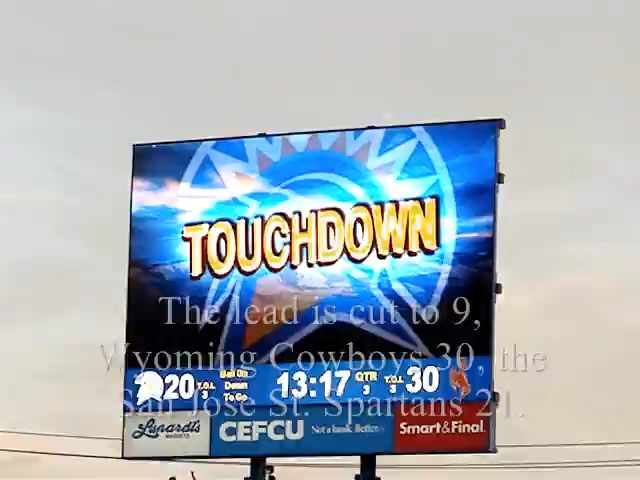 TOUCHDOWN
The lead is cut to 9,
Wyoming Cowboys 30, the
San Jose St. Spartans 21.
20 T.O.L 3 Ball On Down To Go 13:17 QTR 3 T.O.L 3 30
Lunardi's MARKETS CEFCU Not a bank. Better. Smart&Final.